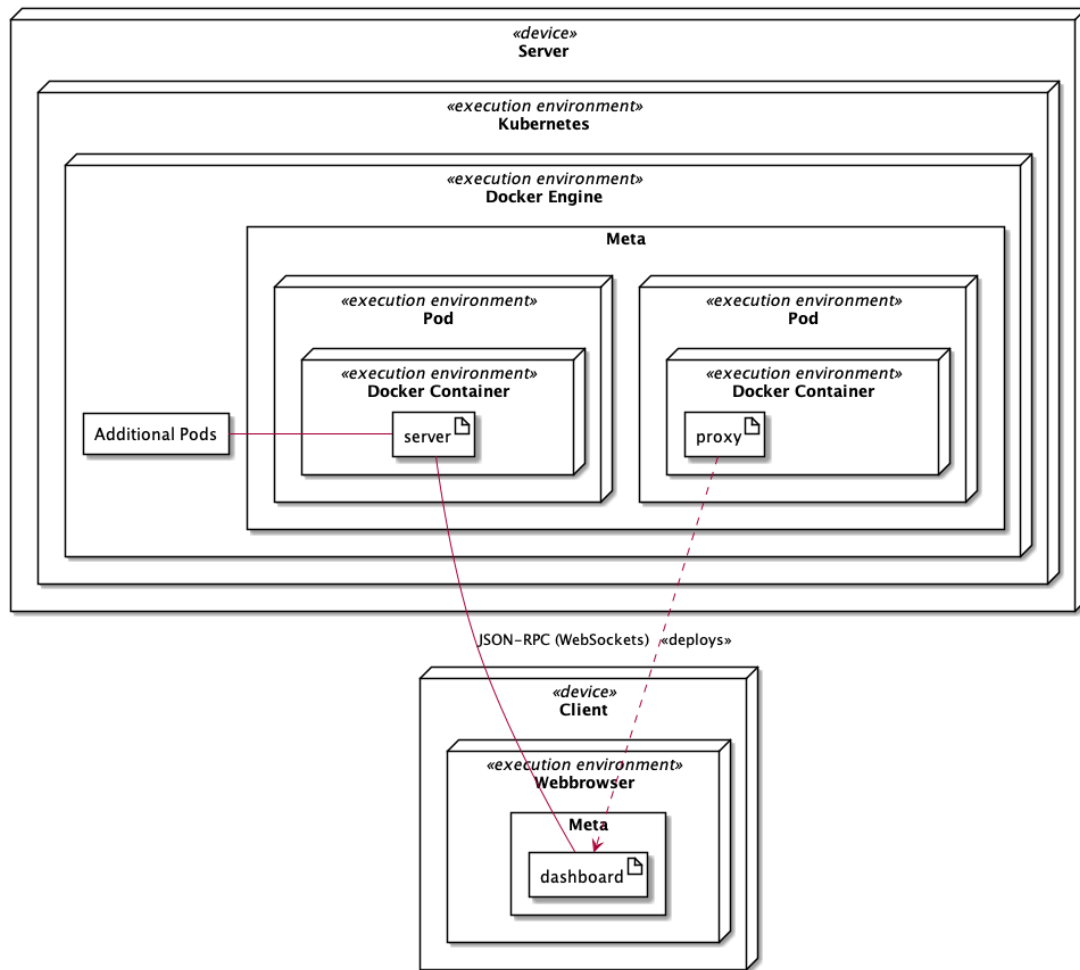 «device»
Server
«execution environment»
Kubernetes
«execution environment»
Docker Engine
Meta
«execution environment»
Pod
«execution environment»
Docker Container
server
«execution environment»
Pod
«execution environment»
Docker Container
proxy
Additional Pods
JSON-RPC (WebSockets)
«deploys»
«device»
Client
«execution environment»
Webbrowser
Meta
dashboard